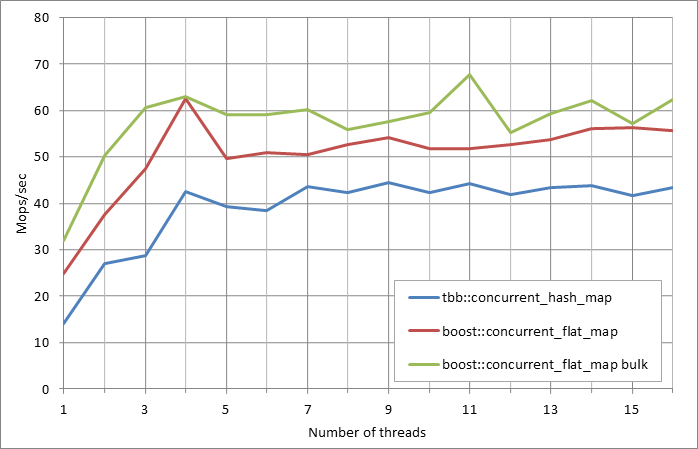 80
70
60
50
40
30
20
10
0
Mops/sec
tbb::concurrent_hash_map
boost::concurrent_flat_map
boost::concurrent_flat_map bulk
1 3 5 7 9 11 13 15
Number of threads